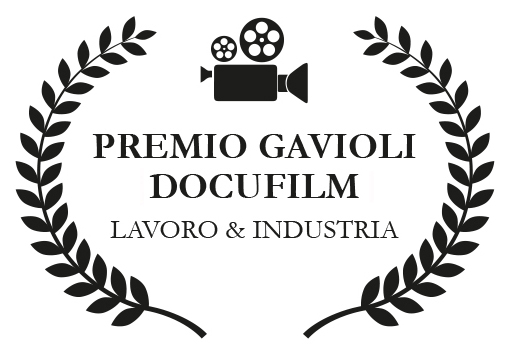 PREMIO GAVIOLI
DOCUFILM
LAVORO & INDUSTRIA